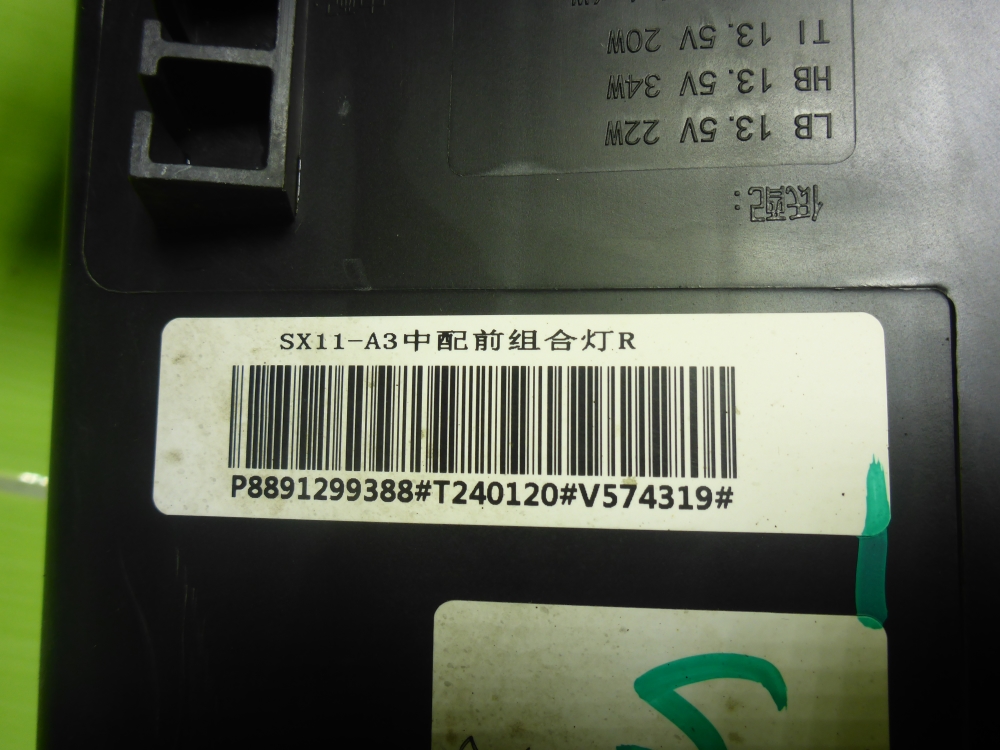 低配:
LB 13.5V 22W
HB 13.5V 34W
TI 13.5V 20W
SX11-A3中配前组合灯R
P8891299388#T240120#V574319#